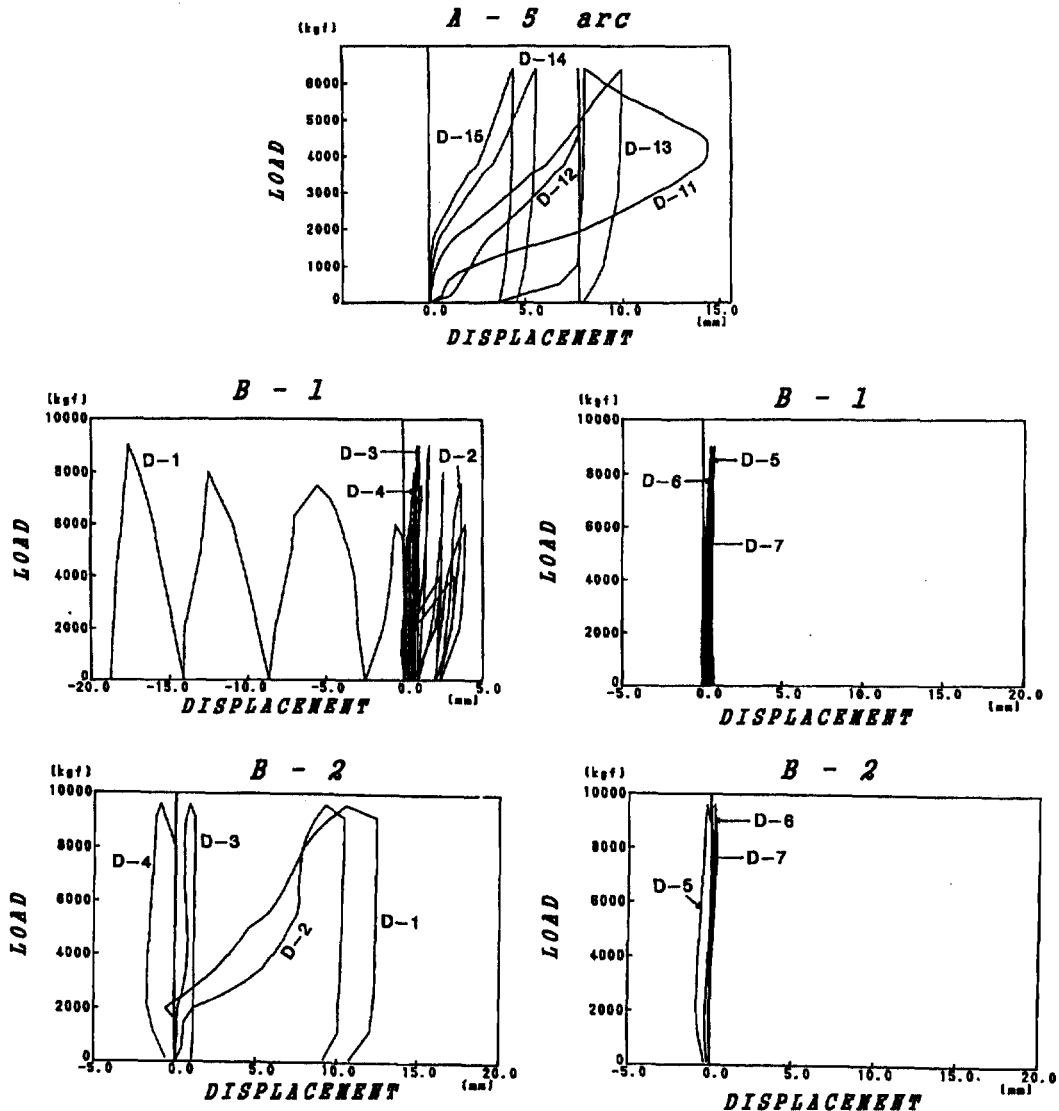 A - 5 arc
[kgf]
6000
5000
4000
3000
2000
1000
0
LOAD
D-14
D-15
D-13
D-12
D-11
0.0 5.0 10.0 15.0
[mm]
DISPLACEMENT
B - 1
[kgf]
10000
8000
6000
4000
2000
0
LOAD
D-1
D-3
D-2
D-4
-20.0 -15.0 -10.0 -5.0 0.0 5.0
[mm]
DISPLACEMENT
B - 1
[kgf]
10000
8000
6000
4000
2000
0
LOAD
D-5
D-6
D-7
-5.0 0.0 5.0 10.0 15.0 20.0
[mm]
DISPLACEMENT
B - 2
[kgf]
10000
8000
6000
4000
2000
0
LOAD
D-4
D-3
D-2
D-1
-5.0 0.0 5.0 10.0 15.0 20.0
[mm]
DISPLACEMENT
B - 2
[kgf]
10000
8000
6000
4000
2000
0
LOAD
D-6
D-7
D-5
-5.0 0.0 5.0 10.0 15.0 20.0
[mm]
DISPLACEMENT